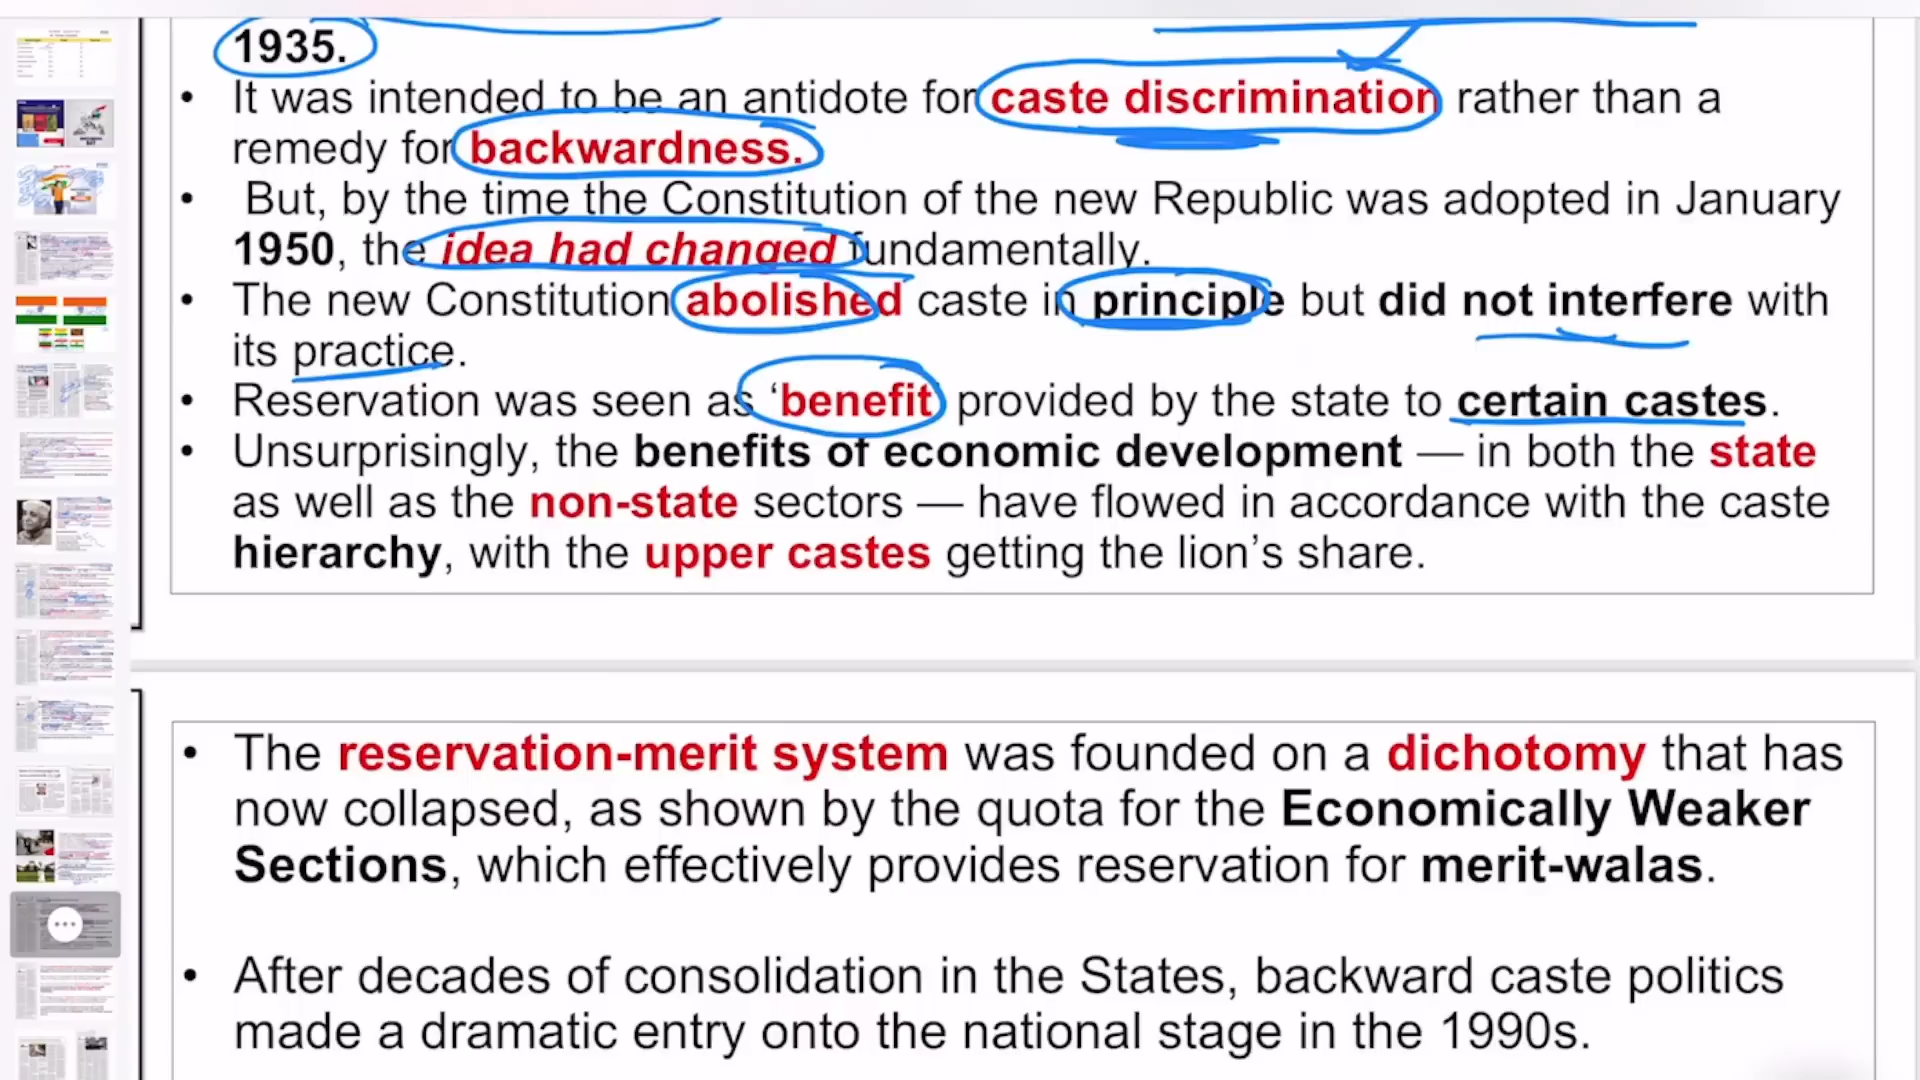 1935.
• It was intended to be an antidote for caste discrimination rather than a
remedy for backwardness.
• But, by the time the Constitution of the new Republic was adopted in January
1950, the idea had changed fundamentally.
• The new Constitution abolished caste in principle but did not interfere with
its practice.
• Reservation was seen as ‘benefit’ provided by the state to certain castes.
• Unsurprisingly, the benefits of economic development — in both the state
as well as the non-state sectors — have flowed in accordance with the caste
hierarchy, with the upper castes getting the lion’s share.
• The reservation-merit system was founded on a dichotomy that has
now collapsed, as shown by the quota for the Economically Weaker
Sections, which effectively provides reservation for merit-walas.
• After decades of consolidation in the States, backward caste politics
made a dramatic entry onto the national stage in the 1990s.